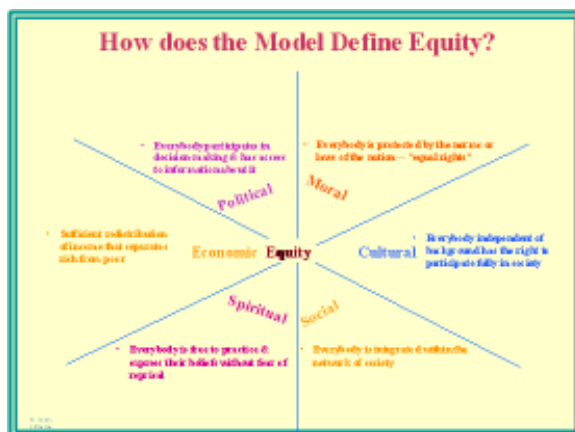 How does the Model Define Equity?
• Everybody participates in
decision making & has access
to information about it
• Everybody is protected by the norms or
laws of the nation — "equal rights"
Political
Moral
• Sufficient redistribution
of income that separates
rich from poor
Economic Equity Cultural
• Everybody independent of
background has the right to
participate fully in society
Spiritual
Social
• Everybody is free to practice &
express their beliefs without fear of
reprisal
• Everybody is integrated within the
network of society